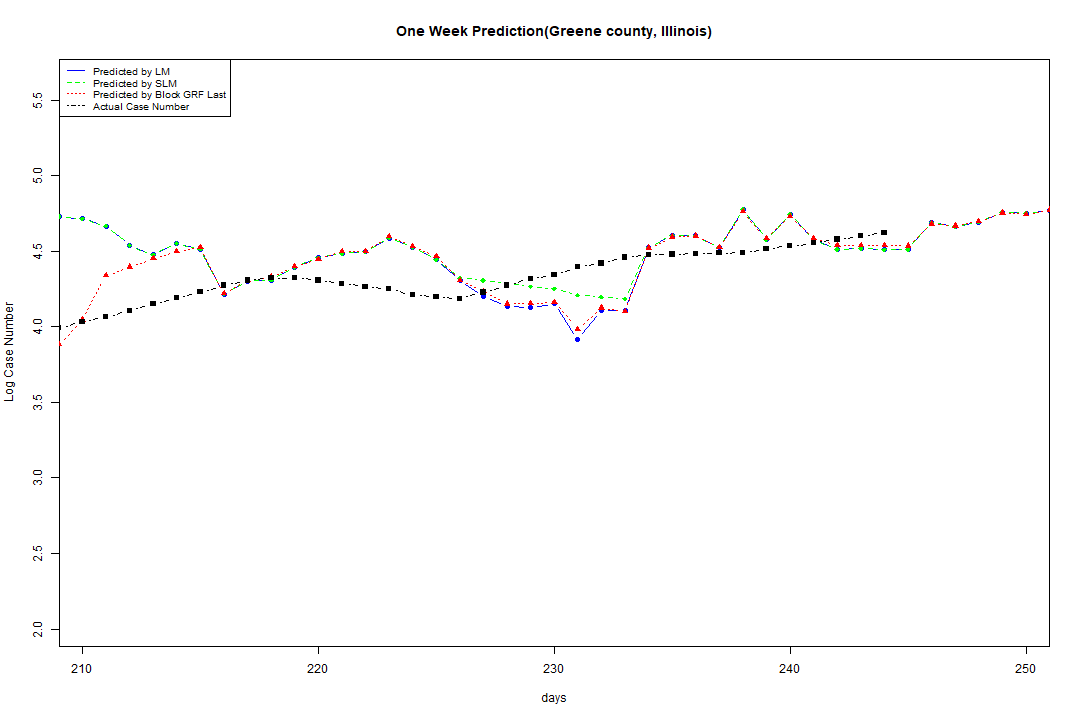 One Week Prediction(Greene county, Illinois)
Predicted by LM
Predicted by SLM
Predicted by Block GRF Last
Actual Case Number
5.5
5.0
4.5
4.0
3.5
3.0
2.5
2.0
Log Case Number
210 220 230 240 250
days